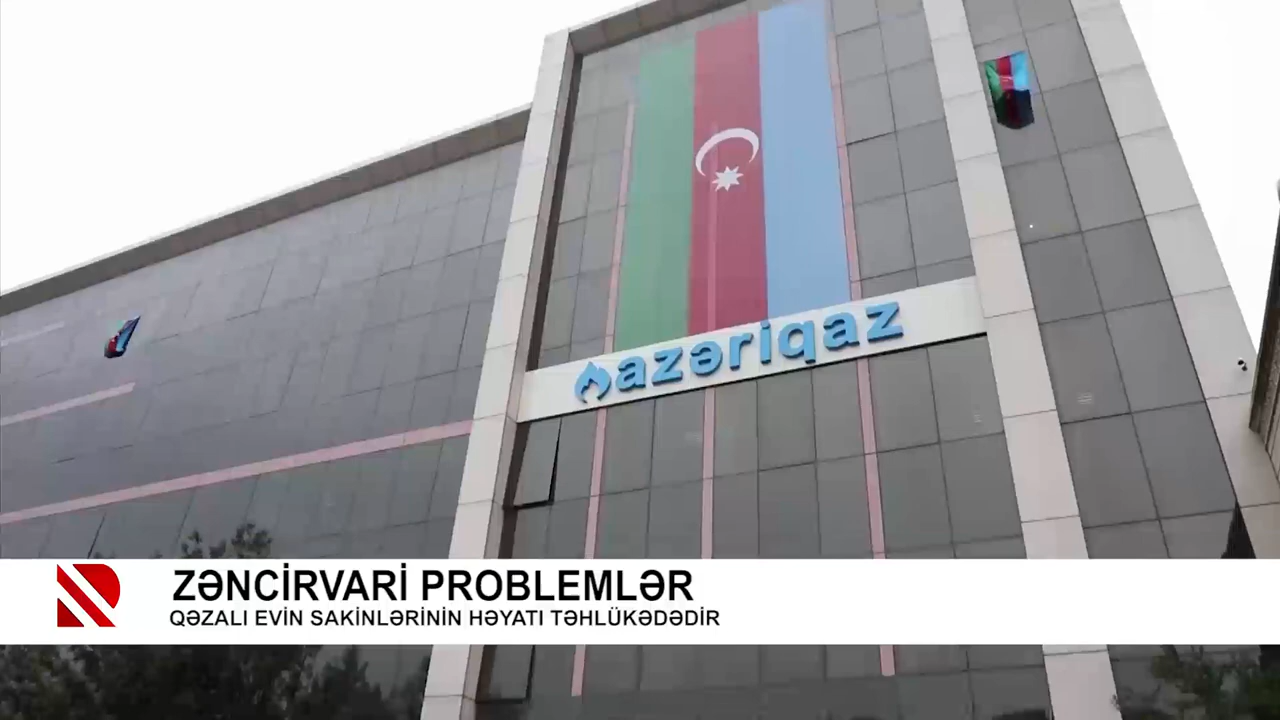 azəriqaz
ZƏNCİRVARİ PROBLEMLƏR
QƏZALI EVİN SAKİNLƏRİNİN HƏYATI TƏHLÜKƏDƏDİR